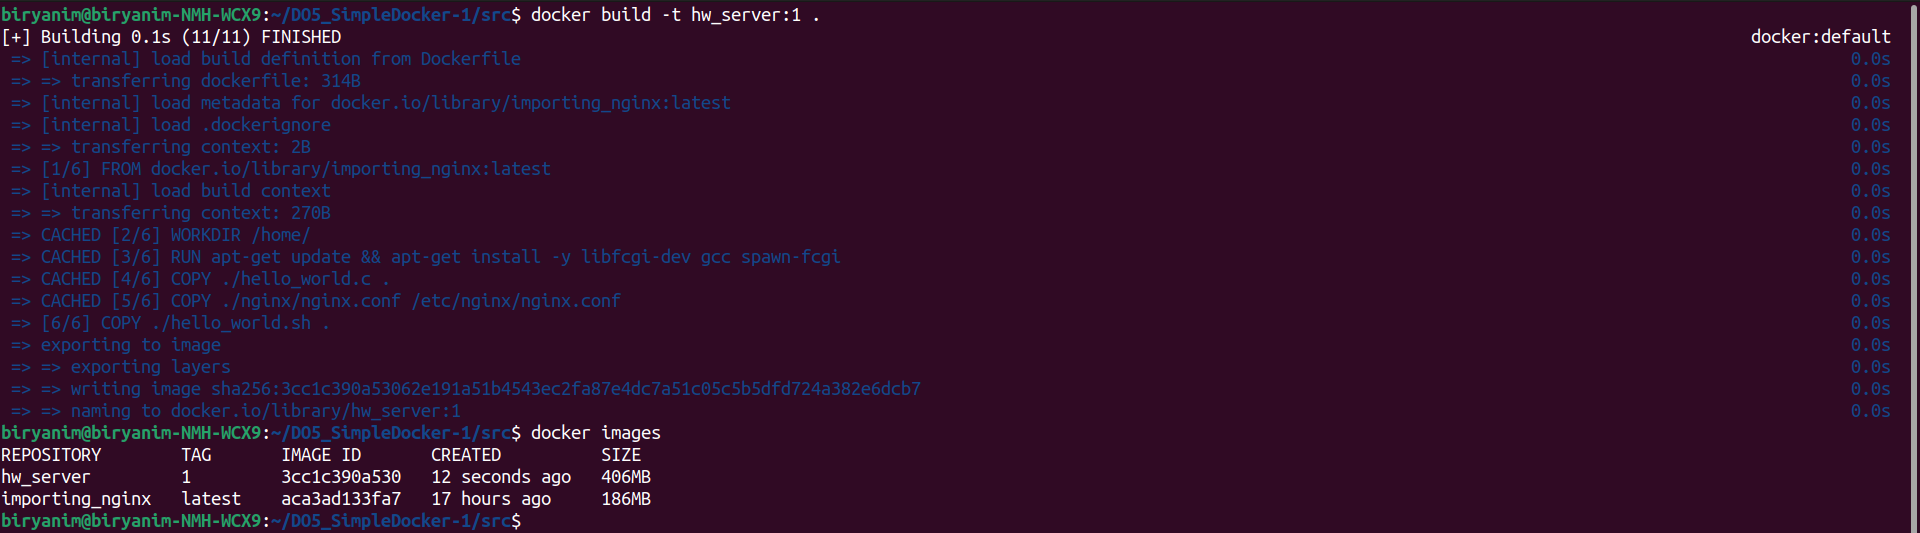 biryanim@biryanim-NMH-WCX9:~/DO5_SimpleDocker-1/src$ docker build -t hw_server:1 .
[+] Building 0.1s (11/11) FINISHED docker:default
=> [internal] load build definition from Dockerfile 0.0s
=> => transferring dockerfile: 314B 0.0s
=> [internal] load metadata for docker.io/library/importing_nginx:latest 0.0s
=> [internal] load .dockerignore 0.0s
=> => transferring context: 2B 0.0s
=> [1/6] FROM docker.io/library/importing_nginx:latest 0.0s
=> [internal] load build context 0.0s
=> => transferring context: 270B 0.0s
=> CACHED [2/6] WORKDIR /home/ 0.0s
=> CACHED [3/6] RUN apt-get update && apt-get install -y libfcgi-dev gcc spawn-fcgi 0.0s
=> CACHED [4/6] COPY ./hello_world.c . 0.0s
=> CACHED [5/6] COPY ./nginx/nginx.conf /etc/nginx/nginx.conf 0.0s
=> [6/6] COPY ./hello_world.sh . 0.0s
=> exporting to image 0.0s
=> => exporting layers 0.0s
=> => writing image sha256:3cc1c390a53062e191a51b4543ec2fa87e4dc7a51c05c5b5dfd724a382e6dcb7 0.0s
=> => naming to docker.io/library/hw_server:1 0.0s
biryanim@biryanim-NMH-WCX9:~/DO5_SimpleDocker-1/src$ docker images
REPOSITORY TAG IMAGE ID CREATED SIZE
hw_server 1 3cc1c390a530 12 seconds ago 406MB
importing_nginx latest aca3ad133fa7 17 hours ago 186MB
biryanim@biryanim-NMH-WCX9:~/DO5_SimpleDocker-1/src$